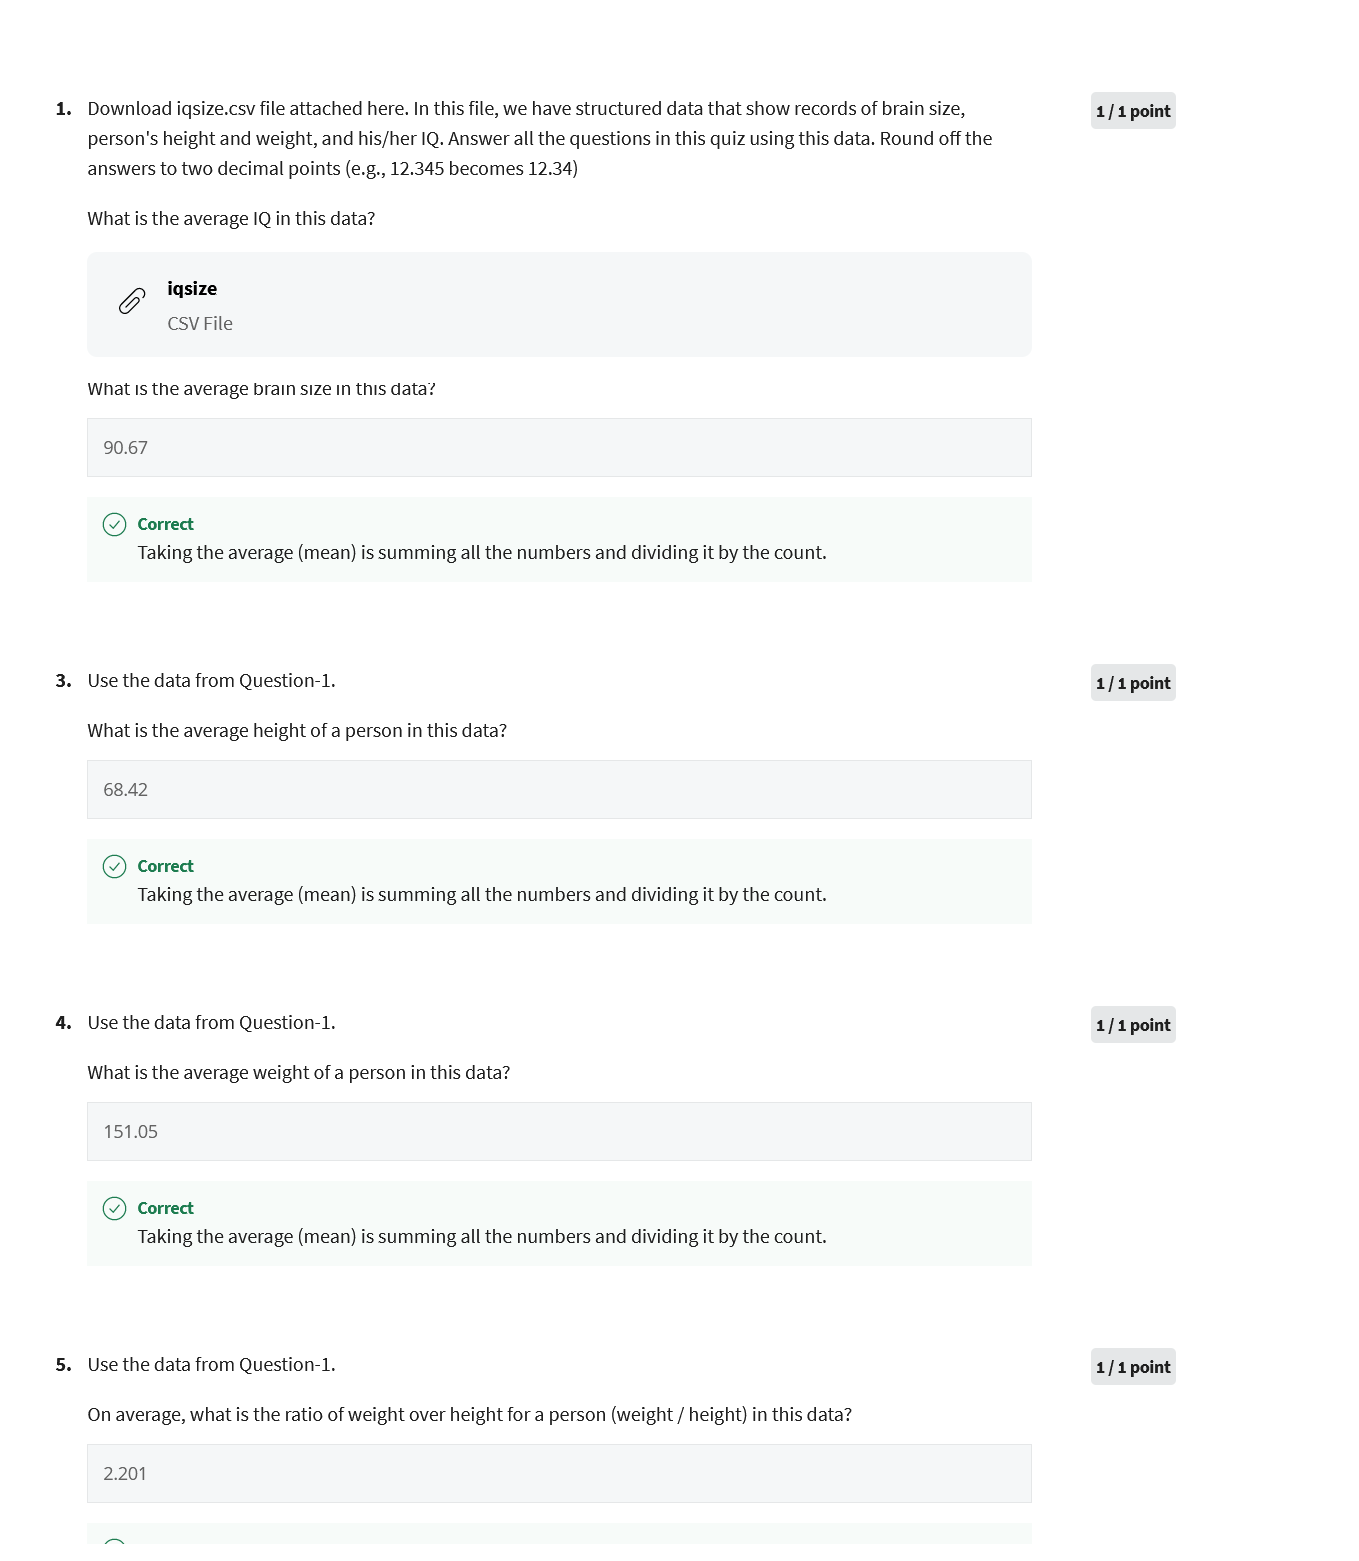 1. Download iqsize.csv file attached here. In this file, we have structured data that show records of brain size,
person's height and weight, and his/her IQ. Answer all the questions in this quiz using this data. Round off the
answers to two decimal points (e.g., 12.345 becomes 12.34)
1 / 1 point
What is the average IQ in this data?
iqsize
CSV File
What is the average brain size in this data?
90.67
Correct
Taking the average (mean) is summing all the numbers and dividing it by the count.
3. Use the data from Question-1.
1 / 1 point
What is the average height of a person in this data?
68.42
Correct
Taking the average (mean) is summing all the numbers and dividing it by the count.
4. Use the data from Question-1.
1 / 1 point
What is the average weight of a person in this data?
151.05
Correct
Taking the average (mean) is summing all the numbers and dividing it by the count.
5. Use the data from Question-1.
1 / 1 point
On average, what is the ratio of weight over height for a person (weight / height) in this data?
2.201